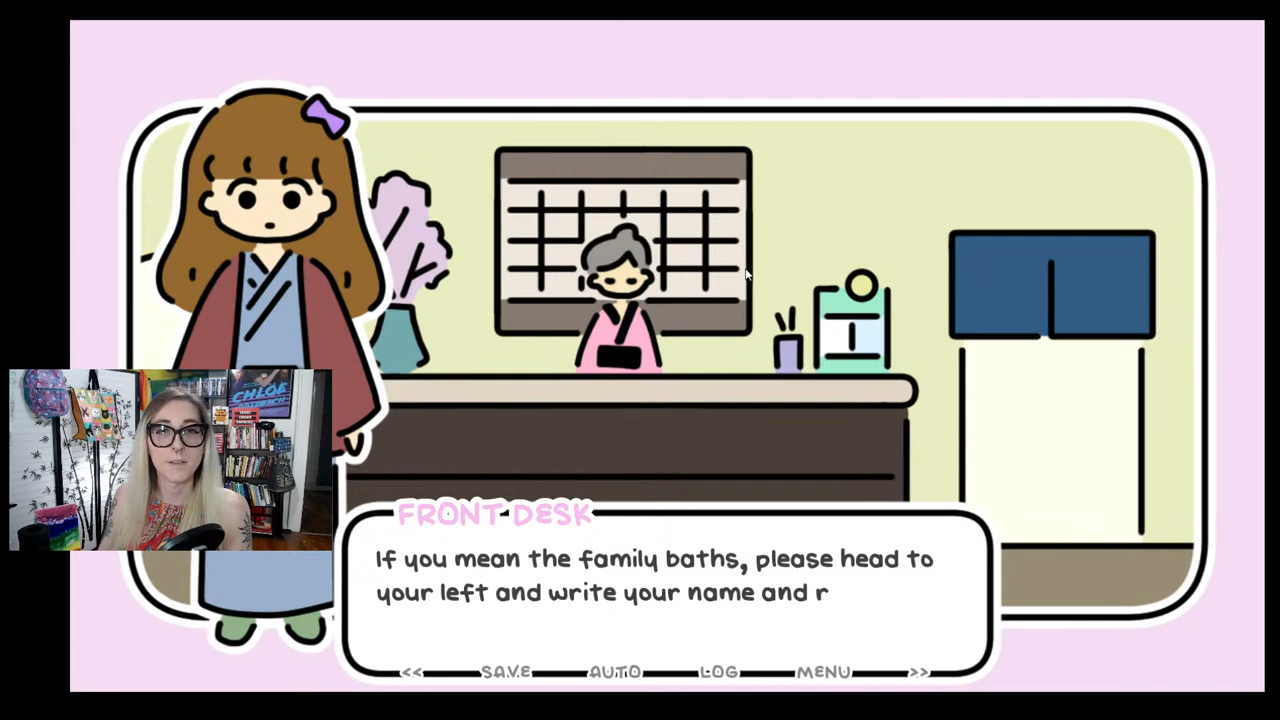 CHLOE
FRONT DESK
If you mean the family baths, please head to
your left and write your name and r
<<
SAVE
AUTO
LOG
MENU
>>